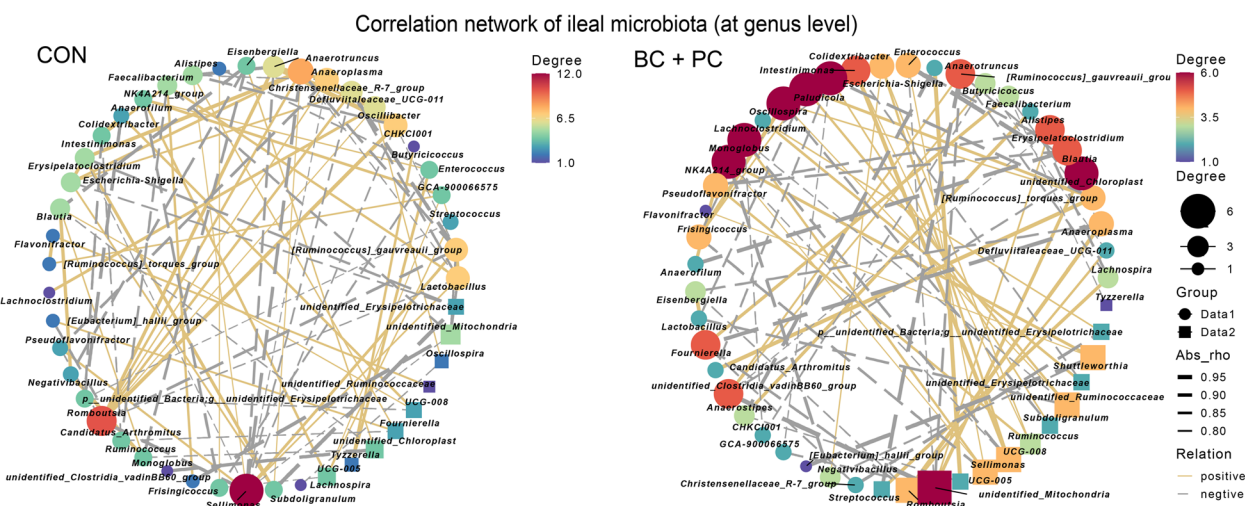 Correlation network of ileal microbiota (at genus level)
CON
Eisenbergiella
Alistipes
Anaerotruncus
Faecalibacterium
Anaeroplasma
NK4A214_group
Christensenellaceae_R-7_group
Anaerofilum
Defluviitaleaceae_UCG-011
Colidextribacter
Oscillibacter
Intestinimonas
CHKCI001
Erysipelatoclostridium
Butyricicoccus
Escherichia-Shigella
Enterococcus
GCA-900066575
Blautia
Streptococcus
Flavonifractor
[Ruminococcus]_gauvreauii_group
[Ruminococcus]_torques_group
Lactobacillus
Lachnoclostridium
unidentified_Erysipelotrichaceae
[Eubacterium]_hallii_group
unidentified_Mitochondria
Pseudoflavonifractor
Oscillospira
Negativibacillus
unidentified_Ruminococcaceae
p__unidentified_Bacteria;g__unidentified_Erysipelotrichaceae
UCG-008
Romboutsia
Fournierella
Candidatus_Arthromitus
unidentified_Chloroplast
Ruminococcus
Tyzzerella
Monoglobus
UCG-005
unidentified_Clostridia_vadinBB60_group
Lachnospira
Frisingicoccus
Subdoligranulum
Sellimonas
Degree
12.0
6.5
1.0
BC + PC
Colidextribacter
Enterococcus
Intestinimonas
Anaerotruncus
Escherichia-Shigella
[Ruminococcus]_gauvreauii_grou
Paludicola
Butyricicoccus
Oscillospira
Faecalibacterium
Lachnoclostridium
Alistipes
Monoglobus
Erysipelatoclostridium
NK4A214_group
Blautia
Pseudoflavonifractor
unidentified_Chloroplast
Flavonifractor
[Ruminococcus]_torques_group
Frisingicoccus
Anaeroplasma
Anaerofilum
Defluviitaleaceae_UCG-011
Eisenbergiella
Lachnospira
Lactobacillus
Tyzzerella
Fournierella
p__unidentified_Bacteria;g__unidentified_Erysipelotrichaceae
Candidatus_Arthromitus
Shuttleworthia
unidentified_Clostridia_vadinBB60_group
unidentified_Erysipelotrichaceae
Anaerostipes
unidentified_Ruminococcaceae
CHKCI001
Subdoligranulum
GCA-900066575
Ruminococcus
[Eubacterium]_hallii_group
UCG-008
Negativibacillus
Sellimonas
Christensenellaceae_R-7_group
UCG-005
Streptococcus
unidentified_Mitochondria
Romboutsia
Degree
6.0
3.5
1.0
Degree
6
3
1
Group
Data1
Data2
Abs_rho
0.95
0.90
0.85
0.80
Relation
positive
negtive